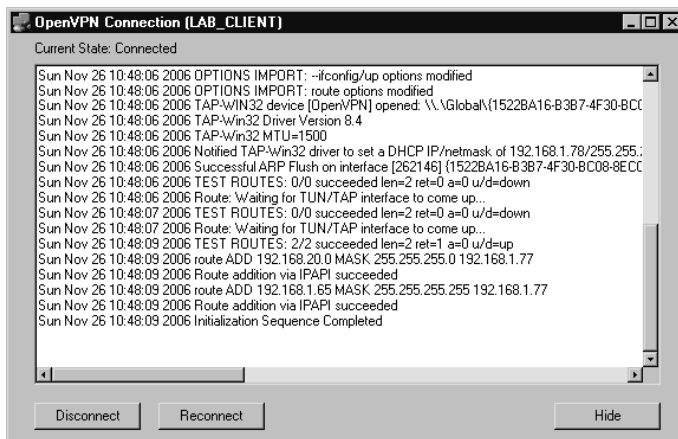 OpenVPN Connection (LAB_CLIENT)
Current State: Connected
Sun Nov 26 10:48:06 2006 OPTIONS IMPORT: --ifconfig/up options modified
Sun Nov 26 10:48:06 2006 OPTIONS IMPORT: route options modified
Sun Nov 26 10:48:06 2006 TAP-WIN32 device [OpenVPN] opened: \\.\Global\{1522BA16-B3B7-4F30-BC0
Sun Nov 26 10:48:06 2006 TAP-Win32 Driver Version 8.4
Sun Nov 26 10:48:06 2006 TAP-Win32 MTU=1500
Sun Nov 26 10:48:06 2006 Notified TAP-Win32 driver to set a DHCP IP/netmask of 192.168.1.78/255.255.
Sun Nov 26 10:48:06 2006 Successful ARP Flush on interface [262146] {1522BA16-B3B7-4F30-BC08-8EC
Sun Nov 26 10:48:06 2006 TEST ROUTES: 0/0 succeeded len=2 ret=0 a=0 u/d=down
Sun Nov 26 10:48:06 2006 Route: Waiting for TUN/TAP interface to come up...
Sun Nov 26 10:48:07 2006 TEST ROUTES: 0/0 succeeded len=2 ret=0 a=0 u/d=down
Sun Nov 26 10:48:07 2006 Route: Waiting for TUN/TAP interface to come up...
Sun Nov 26 10:48:09 2006 TEST ROUTES: 2/2 succeeded len=2 ret=1 a=0 u/d=up
Sun Nov 26 10:48:09 2006 route ADD 192.168.20.0 MASK 255.255.255.0 192.168.1.77
Sun Nov 26 10:48:09 2006 Route addition via IPAPI succeeded
Sun Nov 26 10:48:09 2006 route ADD 192.168.1.65 MASK 255.255.255.255 192.168.1.77
Sun Nov 26 10:48:09 2006 Route addition via IPAPI succeeded
Sun Nov 26 10:48:09 2006 Initialization Sequence Completed
Disconnect
Reconnect
Hide